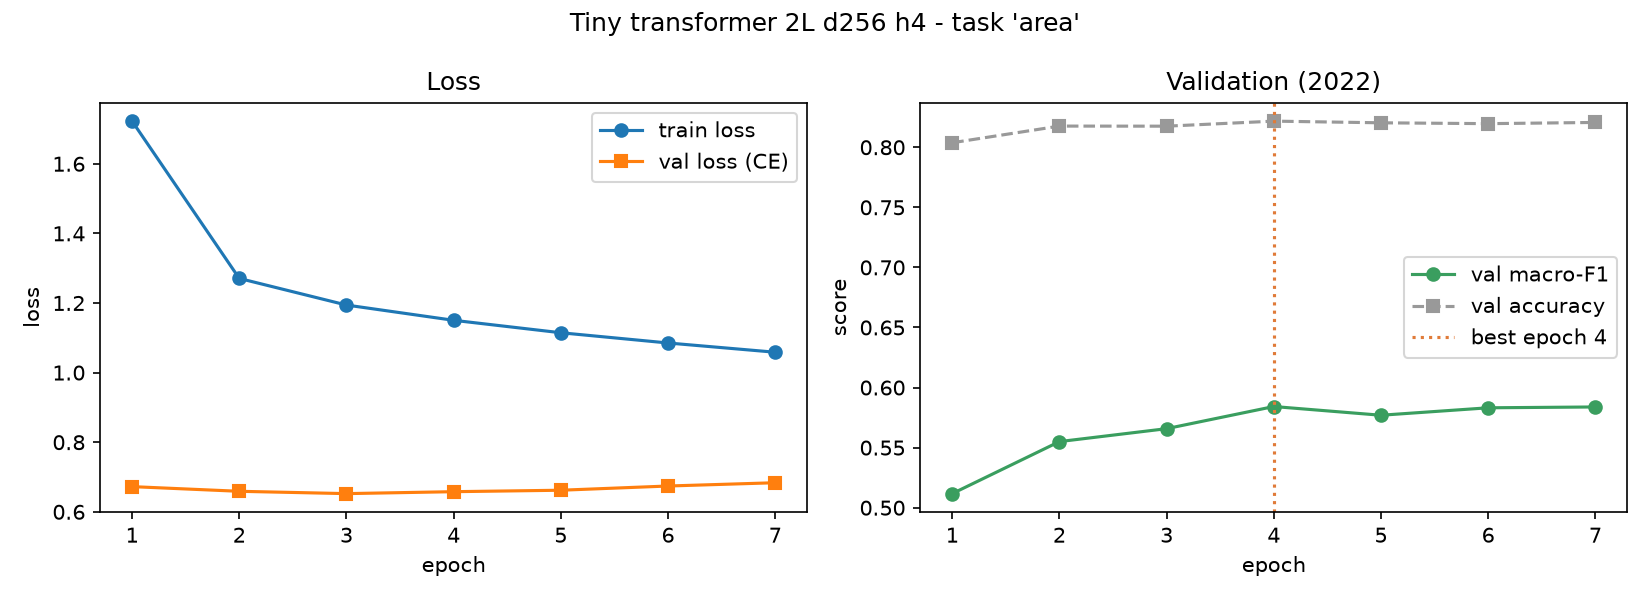 Tiny transformer 2L d256 h4 - task 'area'
Loss
train loss
val loss (CE)
loss
1.6
1.4
1.2
1.0
0.8
0.6
1 2 3 4 5 6 7
epoch
Validation (2022)
score
0.80
0.75
0.70
0.65
0.60
0.55
0.50
val macro-F1
val accuracy
best epoch 4
1 2 3 4 5 6 7
epoch